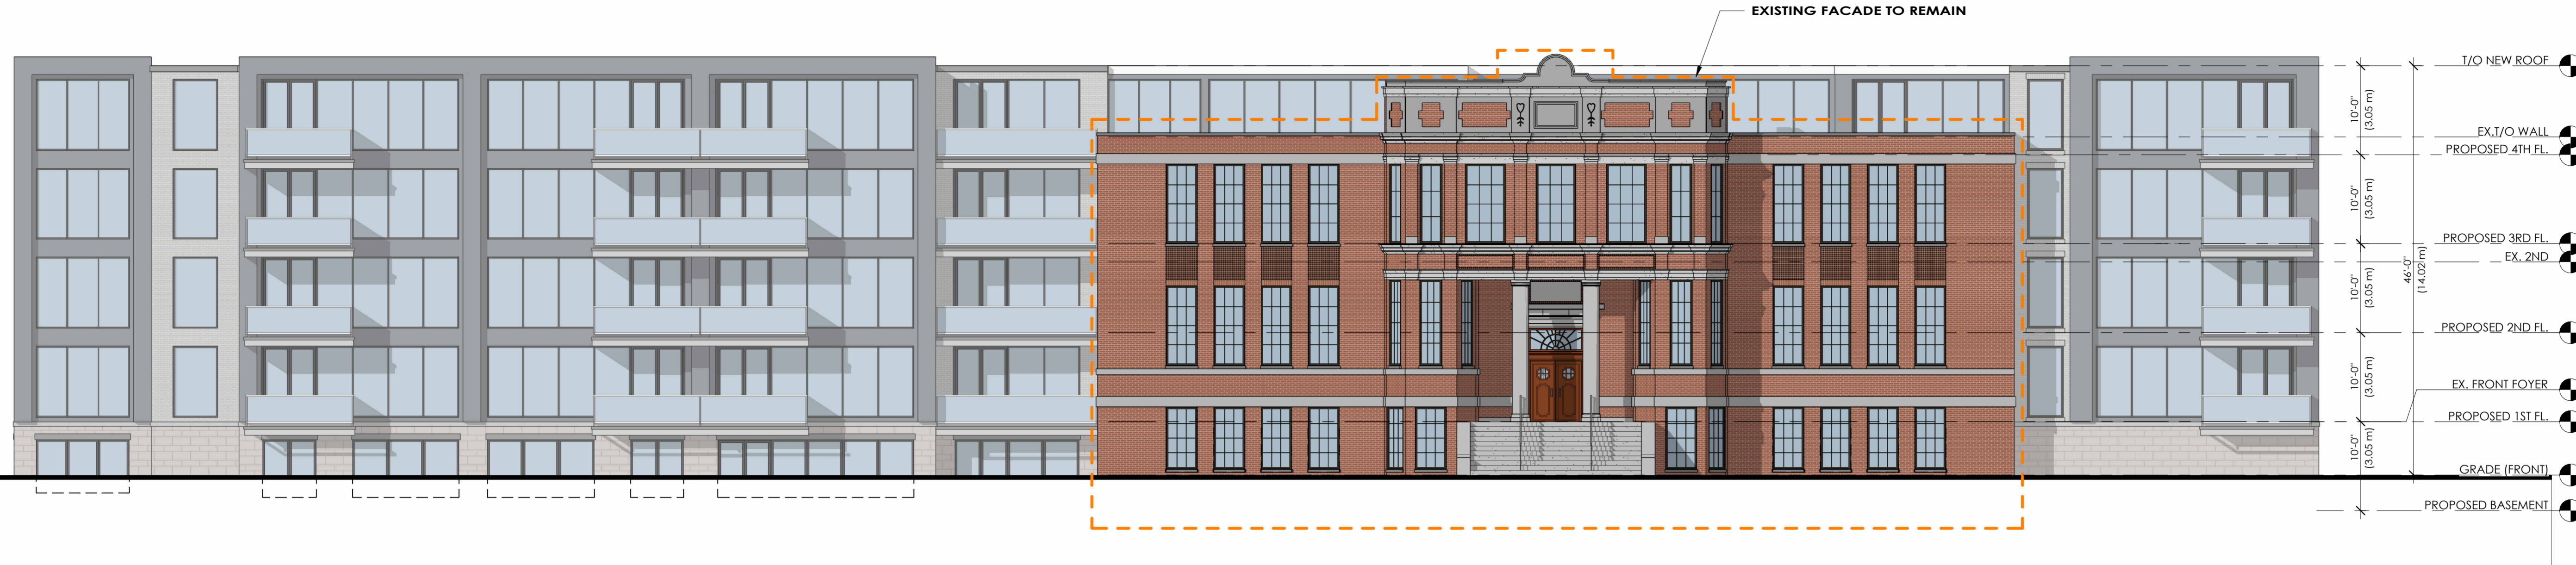 EXISTING FACADE TO REMAIN
T/O NEW ROOF
10'-0"
(3.05 m)
EX.T/O WALL
PROPOSED 4TH FL.
10'-0"
(3.05 m)
PROPOSED 3RD FL.
EX. 2ND
46'-0"
(14.02 m)
10'-0"
(3.05 m)
PROPOSED 2ND FL.
10'-0"
(3.05 m)
EX. FRONT FOYER
PROPOSED 1ST FL.
10'-0"
(3.05 m)
GRADE (FRONT)
PROPOSED BASEMENT